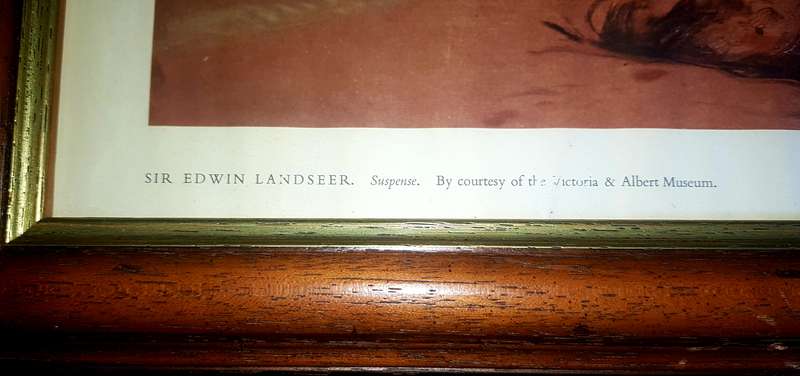 SIR EDWIN LANDSEER. Suspense. By courtesy of the Victoria & Albert Museum.